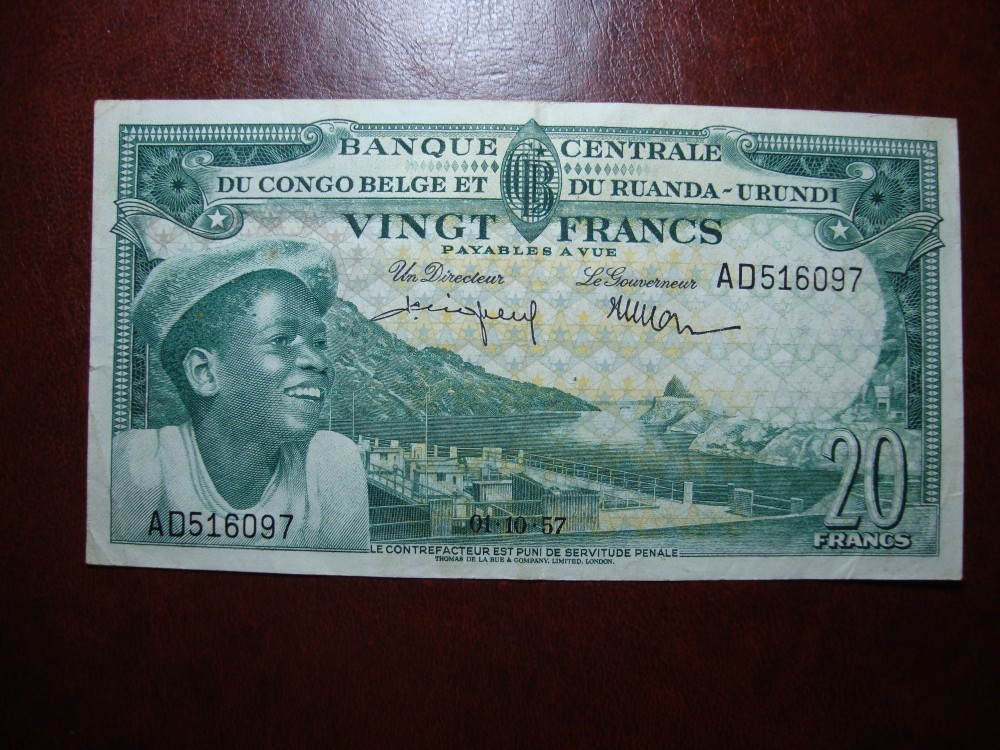 BANQUE CENTRALE
DU CONGO BELGE ET DU RUANDA-URUNDI
VINGT FRANCS
PAYABLES A VUE
Un Directeur Le Gouverneur AD516097
20
FRANCS
AD516097 01·10·57
LE CONTREFACTEUR EST PUNI DE SERVITUDE PENALE
THOMAS DE LA RUE & COMPANY, LIMITED, LONDON.